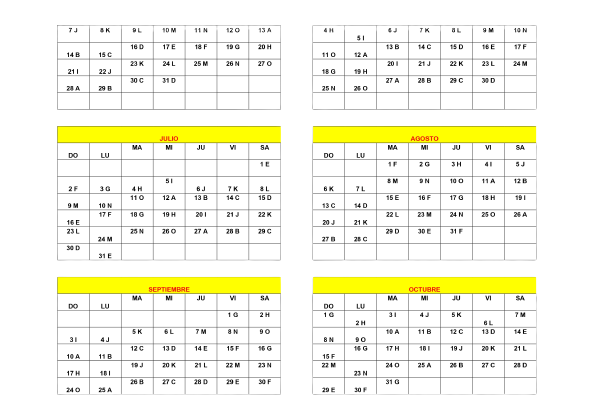 7 J 8 K 9 L 10 M 11 N 12 O 13 A
14 B 15 C 16 D 17 E 18 F 19 G 20 H
21 I 22 J 23 K 24 L 25 M 26 N 27 O
28 A 29 B 30 C 31 D
4 H 5 I 6 J 7 K 8 L 9 M 10 N
11 O 12 A 13 B 14 C 15 D 16 E 17 F
18 G 19 H 20 I 21 J 22 K 23 L 24 M
25 N 26 O 27 A 28 B 29 C 30 D
JULIO
DO LU MA MI JU VI SA
1 E
2 F 3 G 4 H 5 I 6 J 7 K 8 L
9 M 10 N 11 O 12 A 13 B 14 C 15 D
16 E 17 F 18 G 19 H 20 I 21 J 22 K
23 L 24 M 25 N 26 O 27 A 28 B 29 C
30 D 31 E
AGOSTO
DO LU MA MI JU VI SA
1 F 2 G 3 H 4 I 5 J
6 K 7 L 8 M 9 N 10 O 11 A 12 B
13 C 14 D 15 E 16 F 17 G 18 H 19 I
20 J 21 K 22 L 23 M 24 N 25 O 26 A
27 B 28 C 29 D 30 E 31 F
SEPTIEMBRE
DO LU MA MI JU VI SA
1 G 2 H
3 I 4 J 5 K 6 L 7 M 8 N 9 O
10 A 11 B 12 C 13 D 14 E 15 F 16 G
17 H 18 I 19 J 20 K 21 L 22 M 23 N
24 O 25 A 26 B 27 C 28 D 29 E 30 F
OCTUBRE
DO LU MA MI JU VI SA
1 G 2 H 3 I 4 J 5 K 6 L 7 M
8 N 9 O 10 A 11 B 12 C 13 D 14 E
15 F 16 G 17 H 18 I 19 J 20 K 21 L
22 M 23 N 24 O 25 A 26 B 27 C 28 D
29 E 30 F 31 G